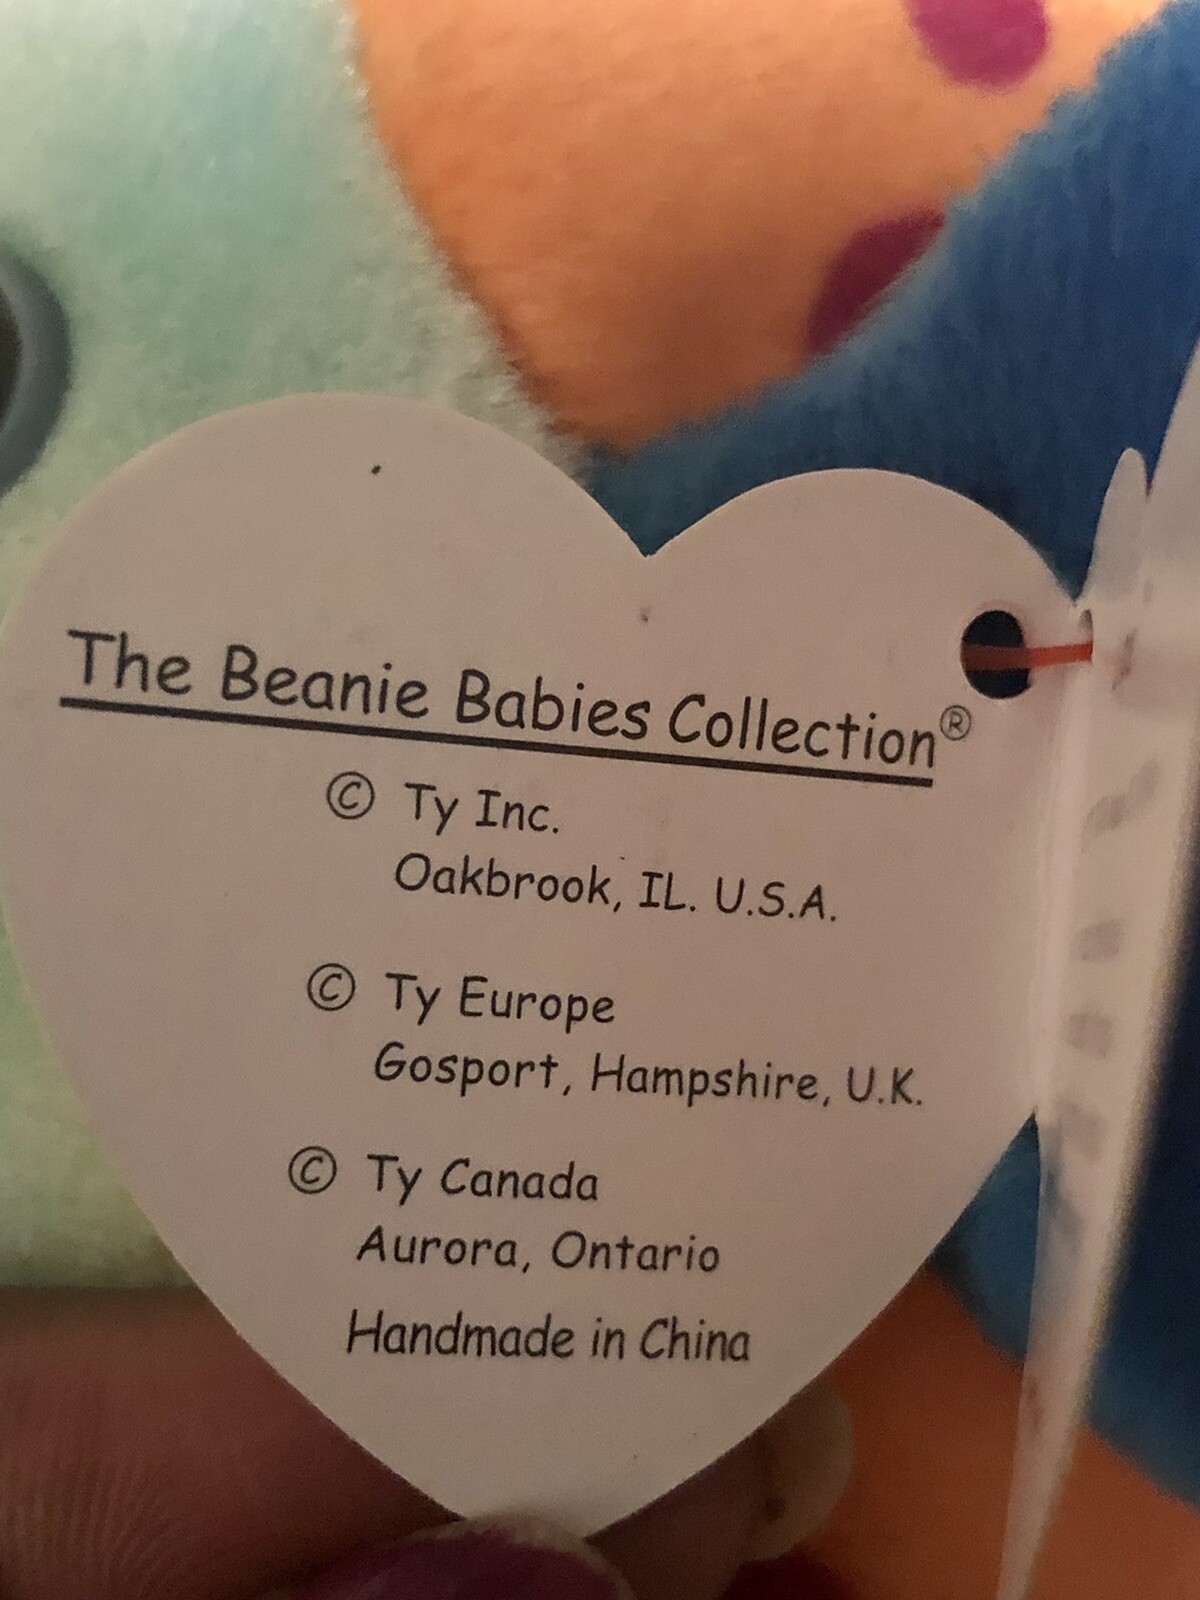 The Beanie Babies Collection®
© Ty Inc.
Oakbrook, IL. U.S.A.
© Ty Europe
Gosport, Hampshire, U.K.
© Ty Canada
Aurora, Ontario
Handmade in China